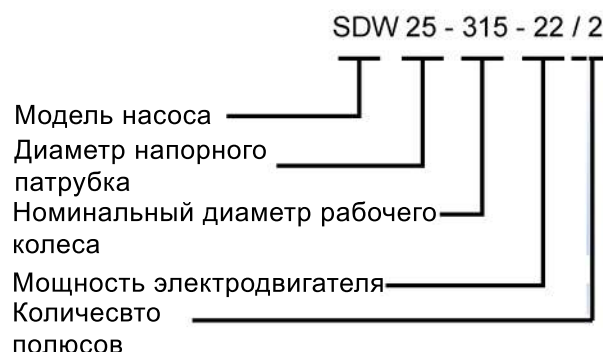 SDW 25 - 315 - 22 / 2
Модель насоса
Диаметр напорного
патрубка
Номинальный диаметр рабочего
колеса
Мощность электродвигателя
Количесвто
полюсов